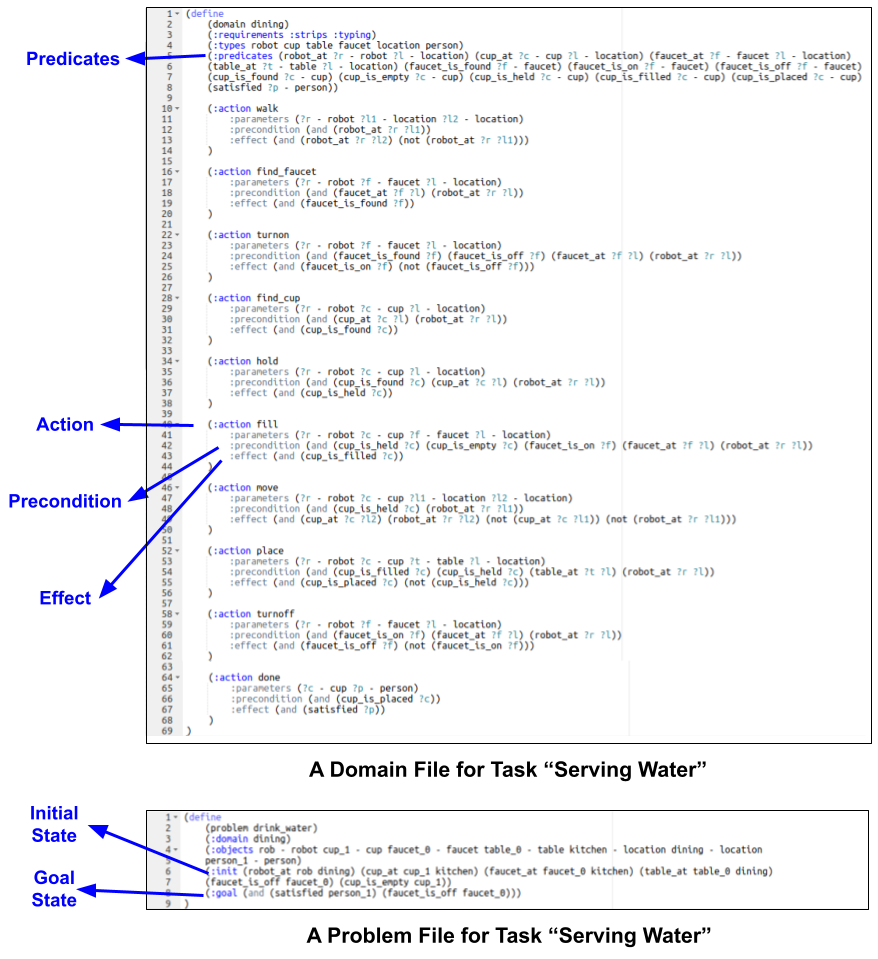 1 (define
2 (domain dining)
3 (:requirements :strips :typing)
4 (:types robot cup table faucet location person)
Predicates
5 (:predicates (robot_at ?r - robot ?l - location) (cup_at ?c - cup ?l - location) (faucet_at ?f - faucet ?l - location)
6 (table_at ?t - table ?l - location) (faucet_is_found ?f - faucet) (faucet_is_on ?f - faucet) (faucet_is_off ?f - faucet)
7 (cup_is_found ?c - cup) (cup_is_empty ?c - cup) (cup_is_held ?c - cup) (cup_is_filled ?c - cup) (cup_is_placed ?c - cup)
8 (satisfied ?p - person))
9
10 (:action walk
11 :parameters (?r - robot ?l1 - location ?l2 - location)
12 :precondition (and (robot_at ?r ?l1))
13 :effect (and (robot_at ?r ?l2) (not (robot_at ?r ?l1)))
14 )
15
16 (:action find_faucet
17 :parameters (?r - robot ?f - faucet ?l - location)
18 :precondition (and (faucet_at ?f ?l) (robot_at ?r ?l))
19 :effect (and (faucet_is_found ?f))
20 )
21
22 (:action turnon
23 :parameters (?r - robot ?f - faucet ?l - location)
24 :precondition (and (faucet_is_found ?f) (faucet_is_off ?f) (faucet_at ?f ?l) (robot_at ?r ?l))
25 :effect (and (faucet_is_on ?f) (not (faucet_is_off ?f)))
26 )
27
28 (:action find_cup
29 :parameters (?r - robot ?c - cup ?l - location)
30 :precondition (and (cup_at ?c ?l) (robot_at ?r ?l))
31 :effect (and (cup_is_found ?c))
32 )
33
34 (:action hold
35 :parameters (?r - robot ?c - cup ?l - location)
36 :precondition (and (cup_is_found ?c) (cup_at ?c ?l) (robot_at ?r ?l))
37 :effect (and (cup_is_held ?c))
38 )
39
Action
40 (:action fill
41 :parameters (?r - robot ?c - cup ?f - faucet ?l - location)
42 :precondition (and (cup_is_held ?c) (cup_is_empty ?c) (faucet_is_on ?f) (faucet_at ?f ?l) (robot_at ?r ?l))
43 :effect (and (cup_is_filled ?c))
44 )
45
46 (:action move
47 :parameters (?r - robot ?c - cup ?l1 - location ?l2 - location)
Precondition
48 :precondition (and (cup_is_held ?c) (robot_at ?r ?l1))
49 :effect (and (cup_at ?c ?l2) (robot_at ?r ?l2) (not (cup_at ?c ?l1)) (not (robot_at ?r ?l1)))
50 )
51
52 (:action place
53 :parameters (?r - robot ?c - cup ?t - table ?l - location)
54 :precondition (and (cup_is_filled ?c) (cup_is_held ?c) (table_at ?t ?l) (robot_at ?r ?l))
55 :effect (and (cup_is_placed ?c) (not (cup_is_held ?c)))
56 )
Effect
57
58 (:action turnoff
59 :parameters (?r - robot ?f - faucet ?l - location)
60 :precondition (and (faucet_is_on ?f) (faucet_at ?f ?l) (robot_at ?r ?l))
61 :effect (and (faucet_is_off ?f) (not (faucet_is_on ?f)))
62 )
63
64 (:action done
65 :parameters (?c - cup ?p - person)
66 :precondition (and (cup_is_placed ?c))
67 :effect (and (satisfied ?p))
68 )
69 )
A Domain File for Task “Serving Water”
Initial
State
1 (define
2 (problem drink_water)
3 (:domain dining)
4 (:objects rob - robot cup_1 - cup faucet_0 - faucet table_0 - table kitchen - location dining - location
5 person_1 - person)
6 (:init (robot_at rob dining) (cup_at cup_1 kitchen) (faucet_at faucet_0 kitchen) (table_at table_0 dining)
7 (faucet_is_off faucet_0) (cup_is_empty cup_1))
Goal
State
8 (:goal (and (satisfied person_1) (faucet_is_off faucet_0)))
9 )
A Problem File for Task “Serving Water”